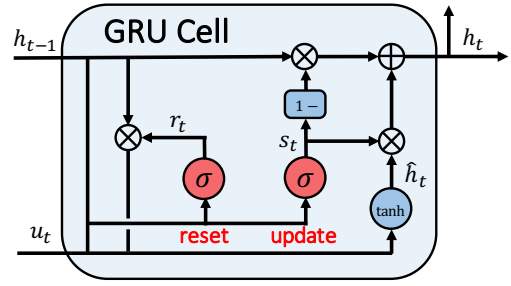 GRU Cell
h_{t−1}
h_t
1 −
r_t
s_t
σ
σ
ĥ_t
tanh
u_t
reset
update